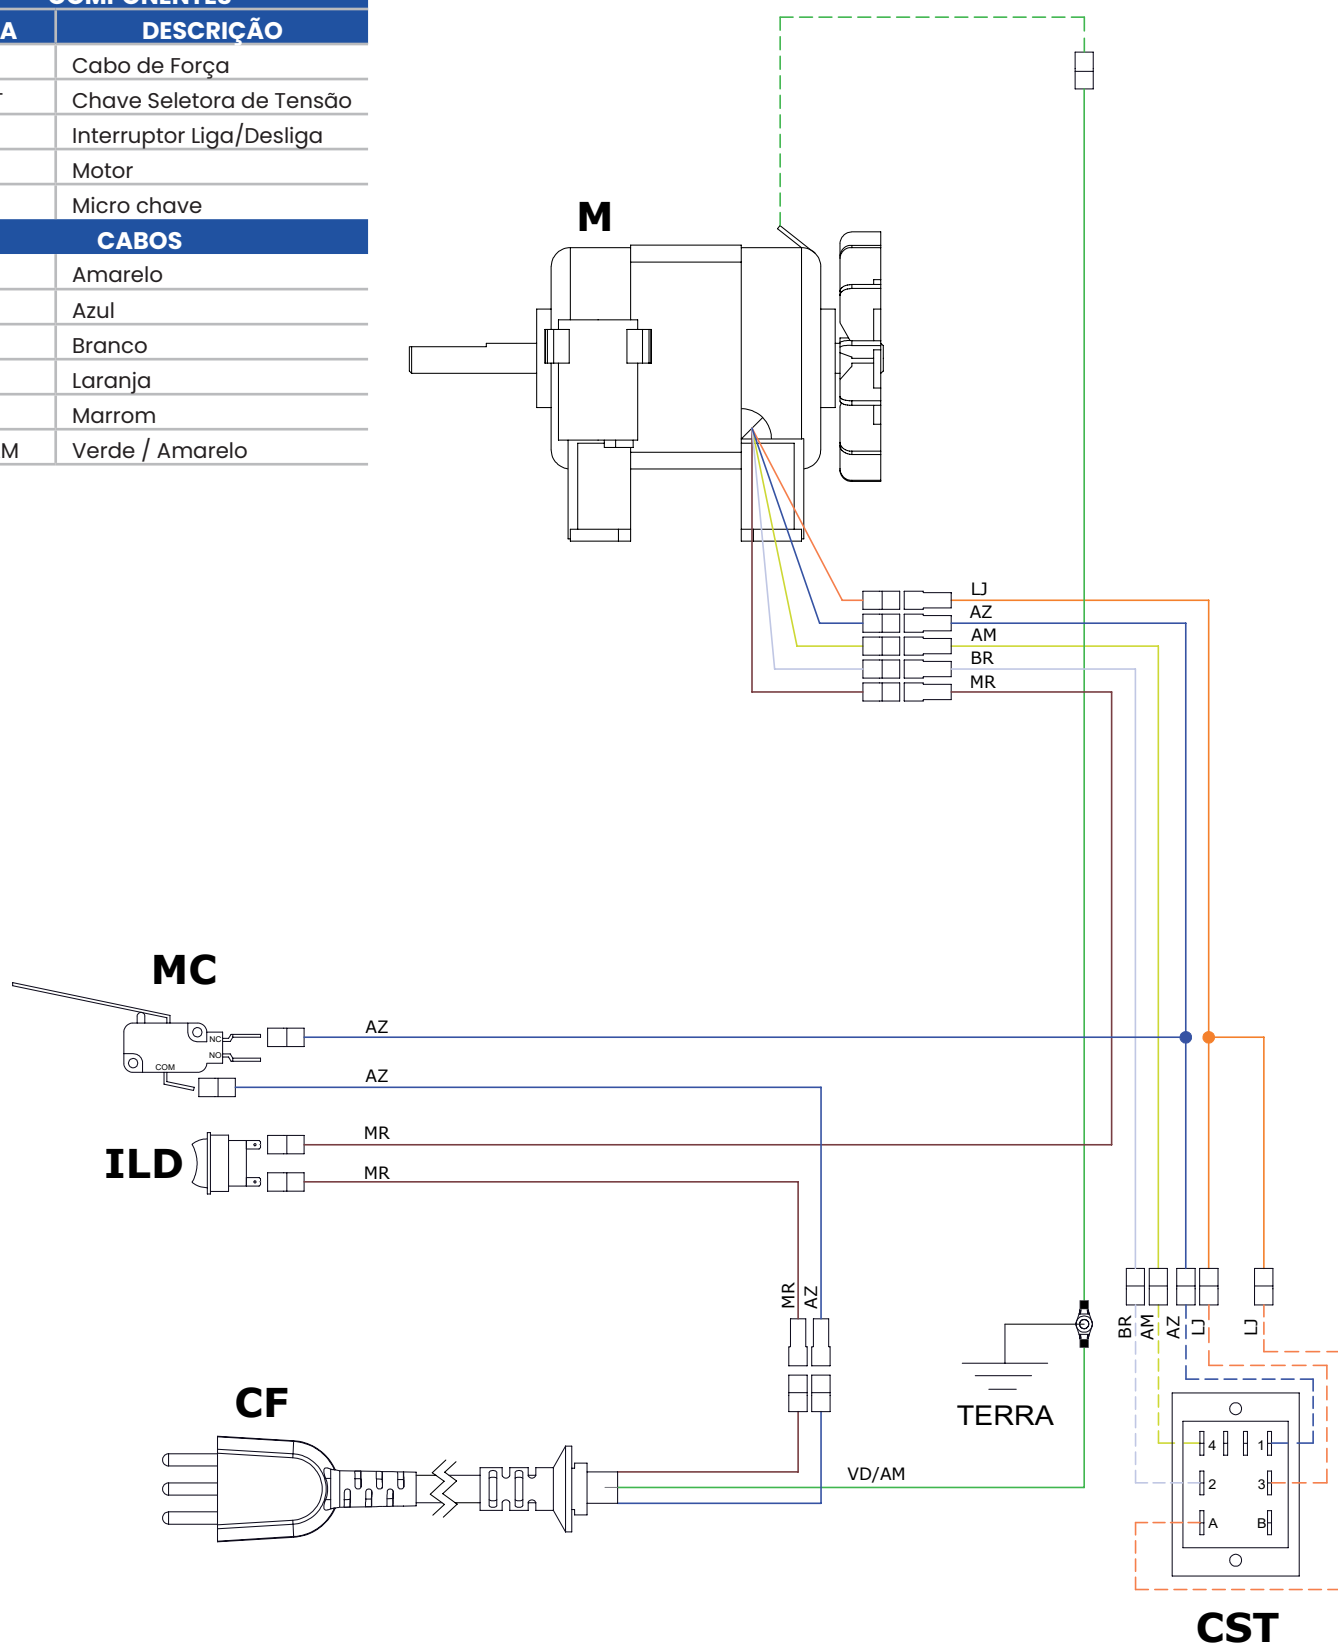 COMPONENTES
A DESCRIÇÃO
Cabo de Força
T Chave Seletora de Tensão
Interruptor Liga/Desliga
Motor
Micro chave
CABOS
Amarelo
Azul
Branco
Laranja
Marrom
M Verde / Amarelo
M
LJ
AZ
AM
BR
MR
MC
NC
NO
COM
AZ
AZ
ILD
MR
MR
MR
AZ
BR
AM
AZ
LJ
LJ
TERRA
CF
VD/AM
4 1
2 3
A B
CST